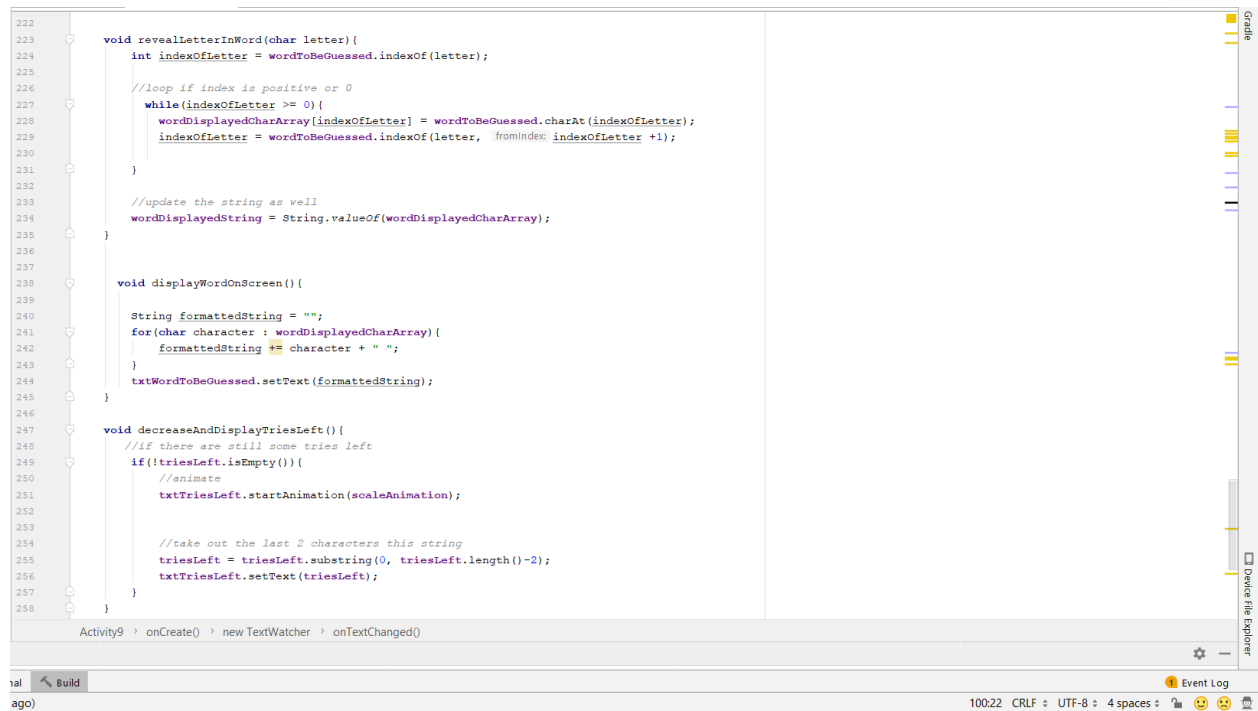 222
223 void revealLetterInWord(char letter){
224 int indexOfLetter = wordToBeGuessed.indexOf(letter);
225
226 //loop if index is positive or 0
227 while(indexOfLetter >= 0){
228 wordDisplayedCharArray[indexOfLetter] = wordToBeGuessed.charAt(indexOfLetter);
229 indexOfLetter = wordToBeGuessed.indexOf(letter, fromIndex: indexOfLetter +1);
230
231 }
232
233 //update the string as well
234 wordDisplayedString = String.valueOf(wordDisplayedCharArray);
235 }
236
237
238 void displayWordOnScreen(){
239
240 String formattedString = "";
241 for(char character : wordDisplayedCharArray){
242 formattedString += character + " ";
243 }
244 txtWordToBeGuessed.setText(formattedString);
245 }
246
247 void decreaseAndDisplayTriesLeft(){
248 //if there are still some tries left
249 if(!triesLeft.isEmpty()){
250 //animate
251 txtTriesLeft.startAnimation(scaleAnimation);
252
253
254 //take out the last 2 characters this string
255 triesLeft = triesLeft.substring(0, triesLeft.length()-2);
256 txtTriesLeft.setText(triesLeft);
257 }
258 }
Gradle
Device File Explorer
Activity9 › onCreate() › new TextWatcher › onTextChanged()
nal Build 1 Event Log
ago) 100:22 CRLF UTF-8 4 spaces